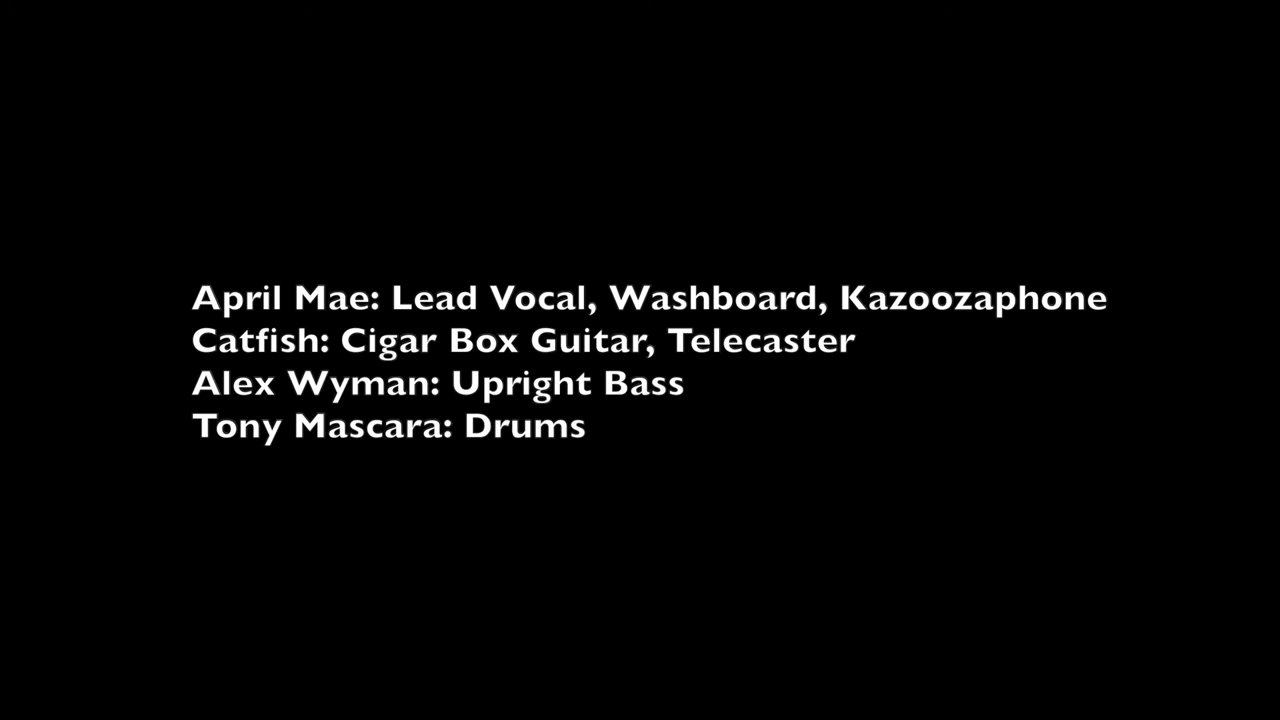 April Mae: Lead Vocal, Washboard, Kazoozaphone
Catfish: Cigar Box Guitar, Telecaster
Alex Wyman: Upright Bass
Tony Mascara: Drums